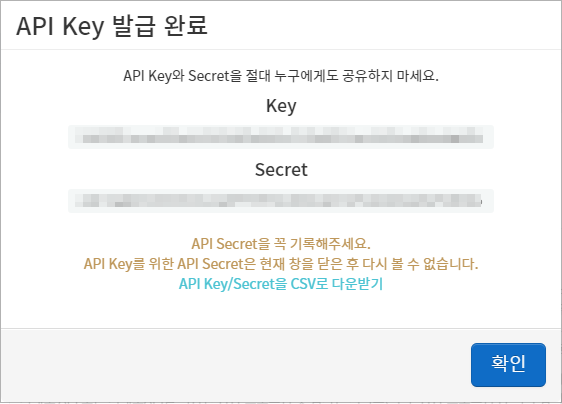 API Key 발급 완료
API Key와 Secret을 절대 누구에게도 공유하지 마세요.
Key
Secret
API Secret을 꼭 기록해주세요.
API Key를 위한 API Secret은 현재 창을 닫은 후 다시 볼 수 없습니다.
API Key/Secret을 CSV로 다운받기
확인